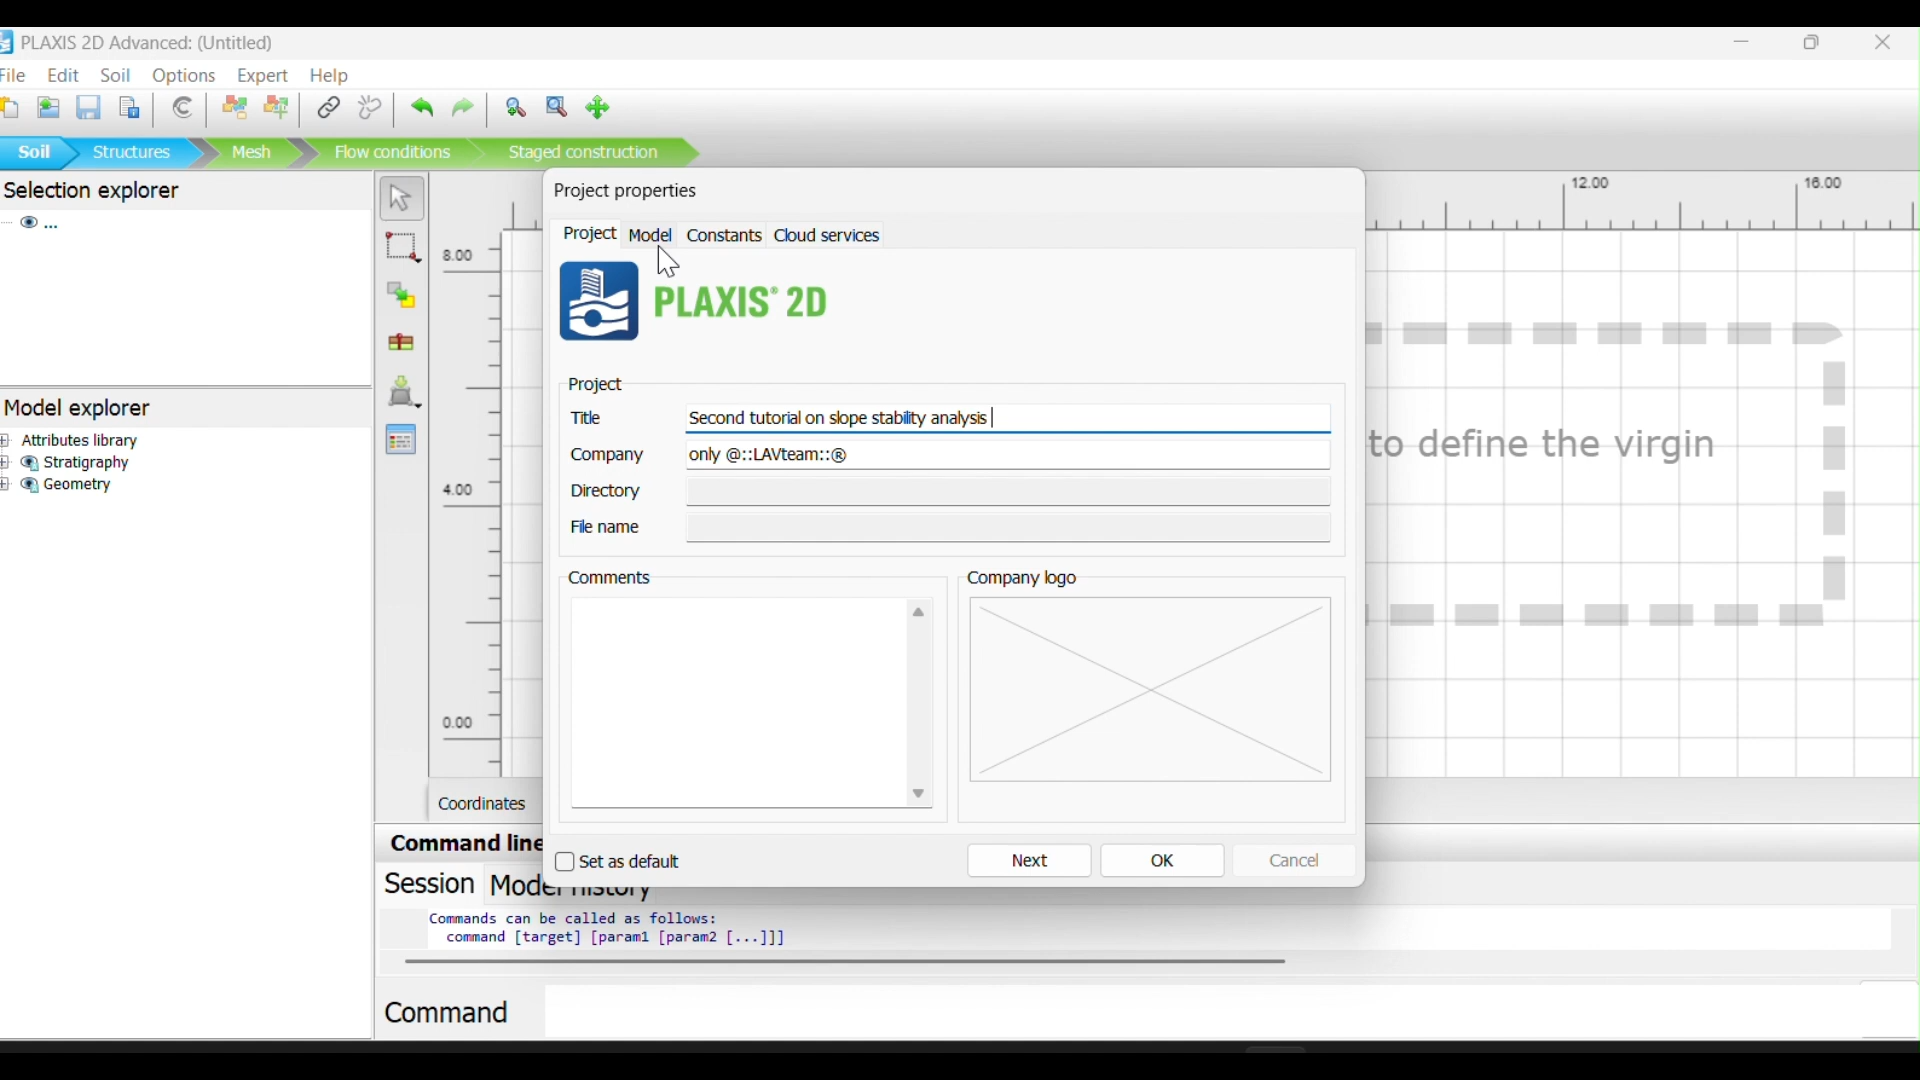 PLAXIS 2D Advanced: (Untitled)
File Edit Soil Options Expert Help
Soil Structures Mesh Flow conditions Staged construction
Selection explorer
...
Model explorer
Attributes library
Stratigraphy
Geometry
12.00 16.00
8.00
4.00
0.00
to define the virgin
Project properties
Project Model Constants Cloud services
PLAXIS® 2D
Project
Title Second tutorial on slope stability analysis
Company only @::LAVteam::®
Directory
File name
Comments Company logo
Set as default Next OK Cancel
Coordinates
Command line
Session Model history
Commands can be called as follows:
command [target] [param1 [param2 [...]]]
Command